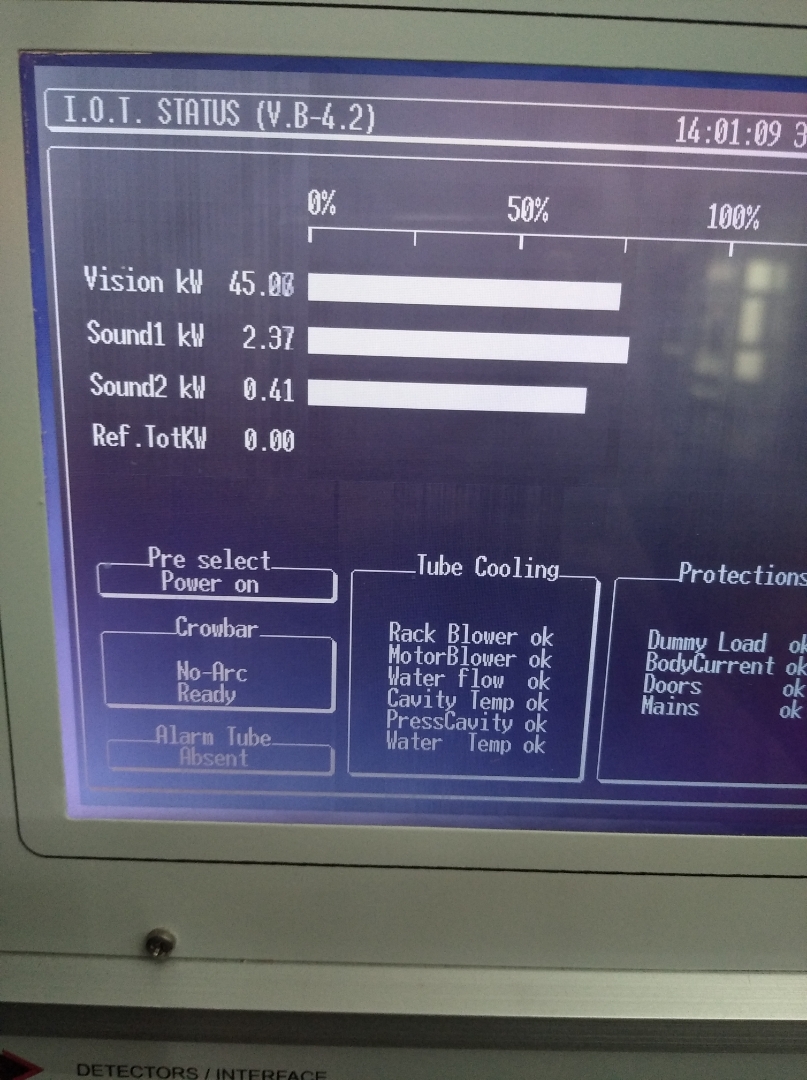 I.O.T. STATUS (V.B-4.2) 14:01:09
0% 50% 100%
Vision kW
Sound1 kW 2.37
Sound2 kW 0.41
Ref.TotKW 0.00
Pre select
Power on
Crowbar
No-Arc
Ready
Alarm Tube
Absent
Tube Cooling
Rack Blower ok
MotorBlower ok
Water flow ok
Cavity Temp ok
PressCavity ok
Water Temp ok
Protections
Dummy Load ok
BodyCurrent ok
Doors ok
Mains ok
DETECTORS / INTERFACE